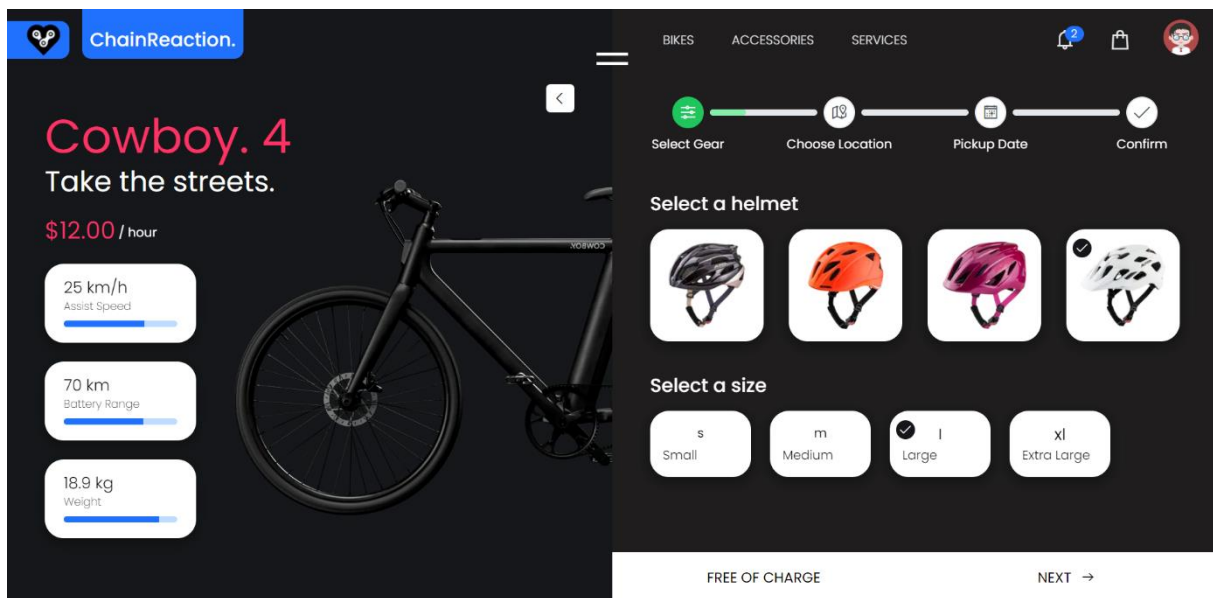 ChainReaction.
Cowboy. 4
Take the streets.
$12.00 / hour
25 km/h
Assist Speed
70 km
Battery Range
18.9 kg
Weight
COWBOY.
BIKES ACCESSORIES SERVICES
2
Select Gear Choose Location Pickup Date Confirm
Select a helmet
Select a size
s m l xl
Small Medium Large Extra Large
FREE OF CHARGE NEXT →